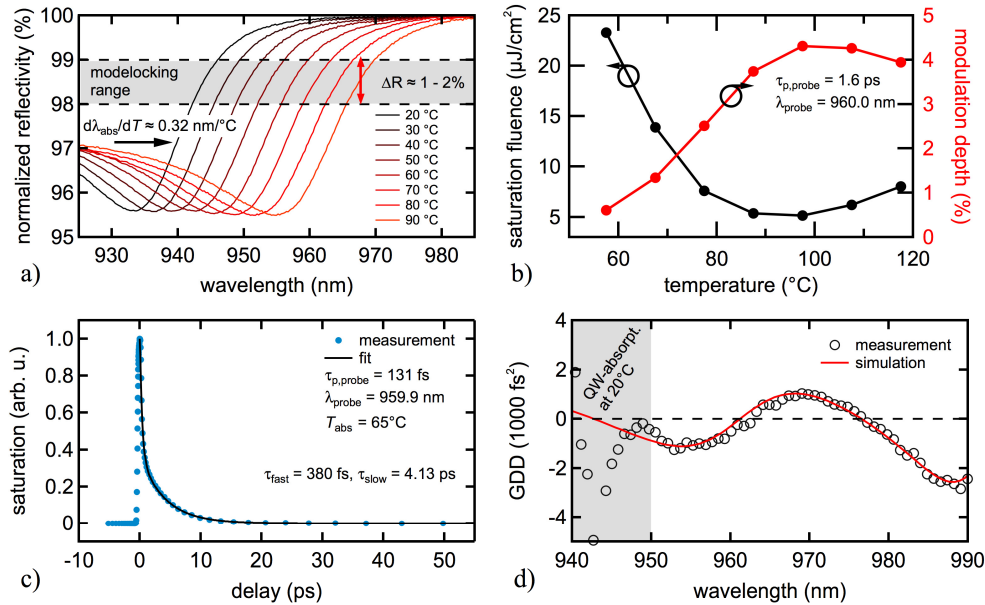 a)
normalized reflectivity (%)
100
99
98
97
96
95
modelocking
range
ΔR ≈ 1 - 2%
dλabs/dT ≈ 0.32 nm/°C
20 °C
30 °C
40 °C
50 °C
60 °C
70 °C
80 °C
90 °C
930
940
950
960
970
980
wavelength (nm)
b)
saturation fluence (µJ/cm²)
25
20
15
10
5
τp,probe = 1.6 ps
λprobe = 960.0 nm
5
4
3
2
1
0
modulation depth (%)
60
80
100
120
temperature (°C)
c)
saturation (arb. u.)
1.0
0.8
0.6
0.4
0.2
0
measurement
fit
τp,probe = 131 fs
λprobe = 959.9 nm
Tabs = 65°C
τfast = 380 fs, τslow = 4.13 ps
-10
0
10
20
30
40
50
delay (ps)
d)
GDD (1000 fs²)
4
2
0
-2
-4
QW-absorpt.
at 20°C
measurement
simulation
940
950
960
970
980
990
wavelength (nm)